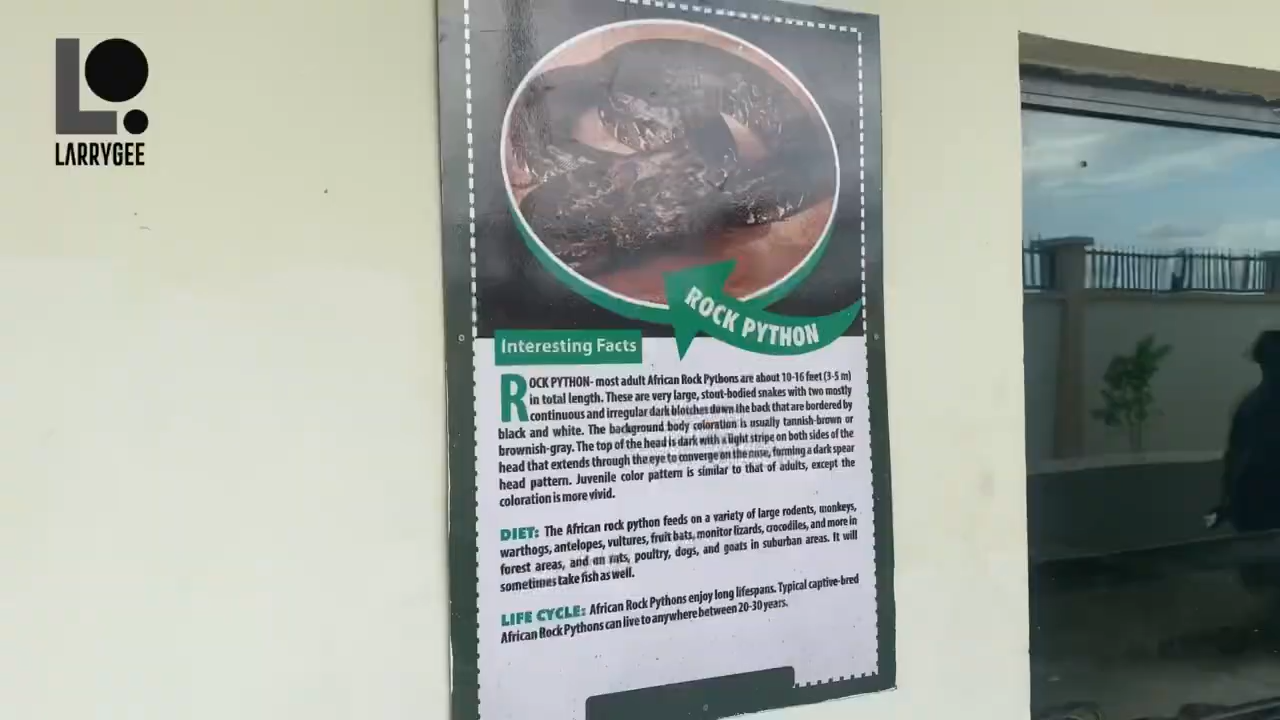 LARRYGEE
ROCK PYTHON
Interesting Facts
ROCK PYTHON- most adult African Rock Pythons are about 10-16 feet (3-5 m)
in total length. These are very large, stout-bodied snakes with two mostly
continuous and irregular dark blotches down the back that are bordered by
black and white. The background body coloration is usually tannish-brown or
brownish-gray. The top of the head is dark with a light stripe on both sides of the
head that extends through the eye to converge on the nose, forming a dark spear
head pattern. Juvenile color pattern is similar to that of adults, except the
coloration is more vivid.
DIET: The African rock python feeds on a variety of large rodents, monkeys,
warthogs, antelopes, vultures, fruit bats, monitor lizards, crocodiles, and more in
forest areas, and on rats, poultry, dogs, and goats in suburban areas. It will
sometimes take fish as well.
LIFE CYCLE: African Rock Pythons enjoy long lifespans. Typical captive-bred
African Rock Pythons can live to anywhere between 20-30 years.